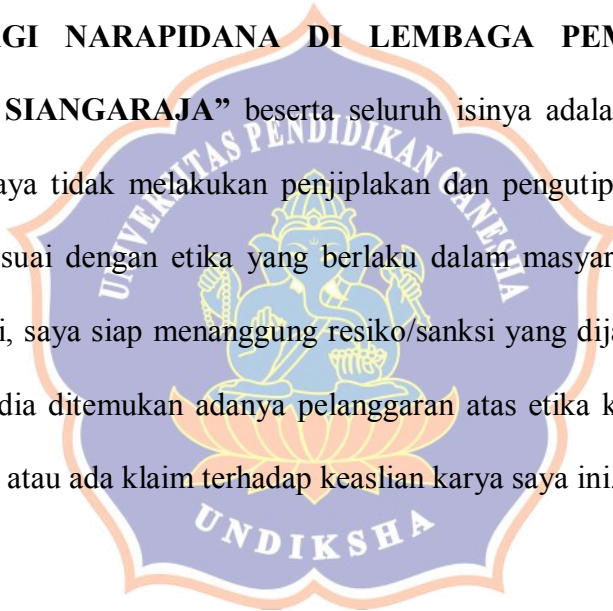 AGI NARAPIDANA DI LEMBAGA PEM
SIANGARAJA” beserta seluruh isinya adala
UNIVERSITAS PENDIDIKAN GANESHA
aya tidak melakukan penjiplakan dan pengutip
suai dengan etika yang berlaku dalam masyar
i, saya siap menanggung resiko/sanksi yang dija
dia ditemukan adanya pelanggaran atas etika k
atau ada klaim terhadap keaslian karya saya ini.
UNDIKSHA